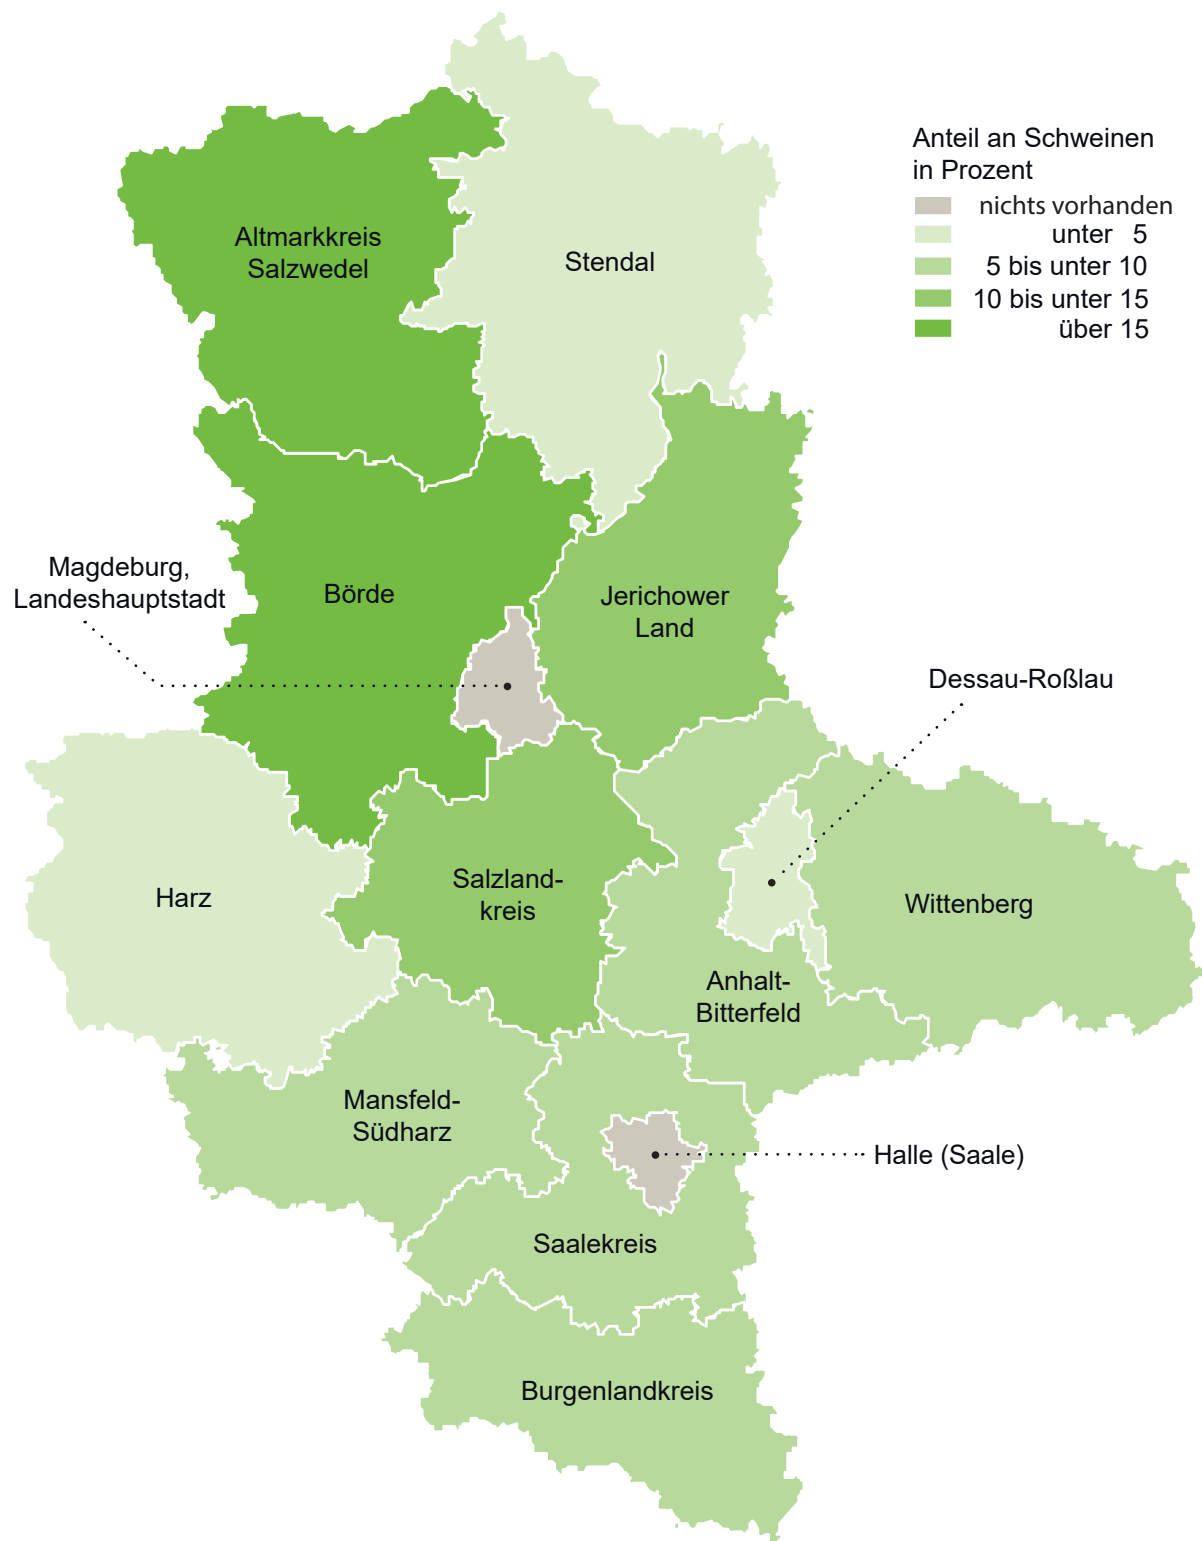 Anteil an Schweinen
in Prozent
nichts vorhanden
unter 5
5 bis unter 10
10 bis unter 15
über 15
Altmarkkreis
Salzwedel
Stendal
Magdeburg,
Landeshauptstadt
Börde
Jerichower
Land
Dessau-Roßlau
Harz
Salzland-
kreis
Wittenberg
Anhalt-
Bitterfeld
Mansfeld-
Südharz
Halle (Saale)
Saalekreis
Burgenlandkreis